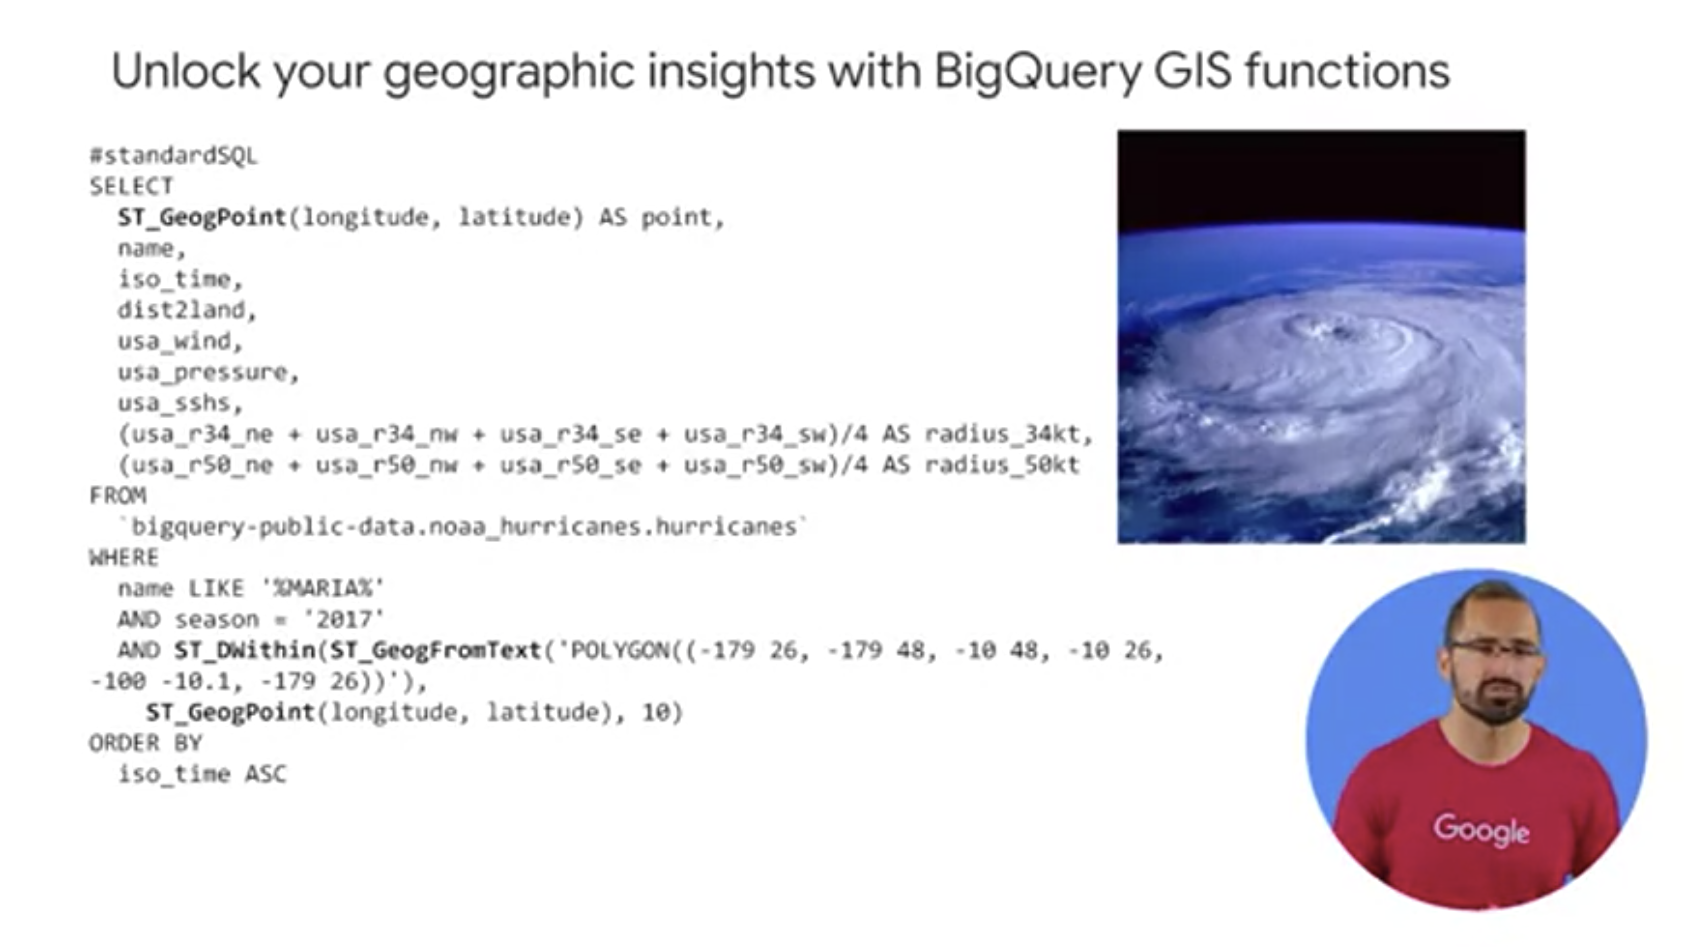 Unlock your geographic insights with BigQuery GIS functions
#standardSQL
SELECT
ST_GeogPoint(longitude, latitude) AS point,
name,
iso_time,
dist2land,
usa_wind,
usa_pressure,
usa_sshs,
(usa_r34_ne + usa_r34_nw + usa_r34_se + usa_r34_sw)/4 AS radius_34kt,
(usa_r50_ne + usa_r50_nw + usa_r50_se + usa_r50_sw)/4 AS radius_50kt
FROM
`bigquery-public-data.noaa_hurricanes.hurricanes`
WHERE
name LIKE '%MARIA%'
AND season = '2017'
AND ST_DWithin(ST_GeogFromText('POLYGON((-179 26, -179 48, -10 48, -10 26,
-100 -10.1, -179 26))'),
ST_GeogPoint(longitude, latitude), 10)
ORDER BY
iso_time ASC
Google